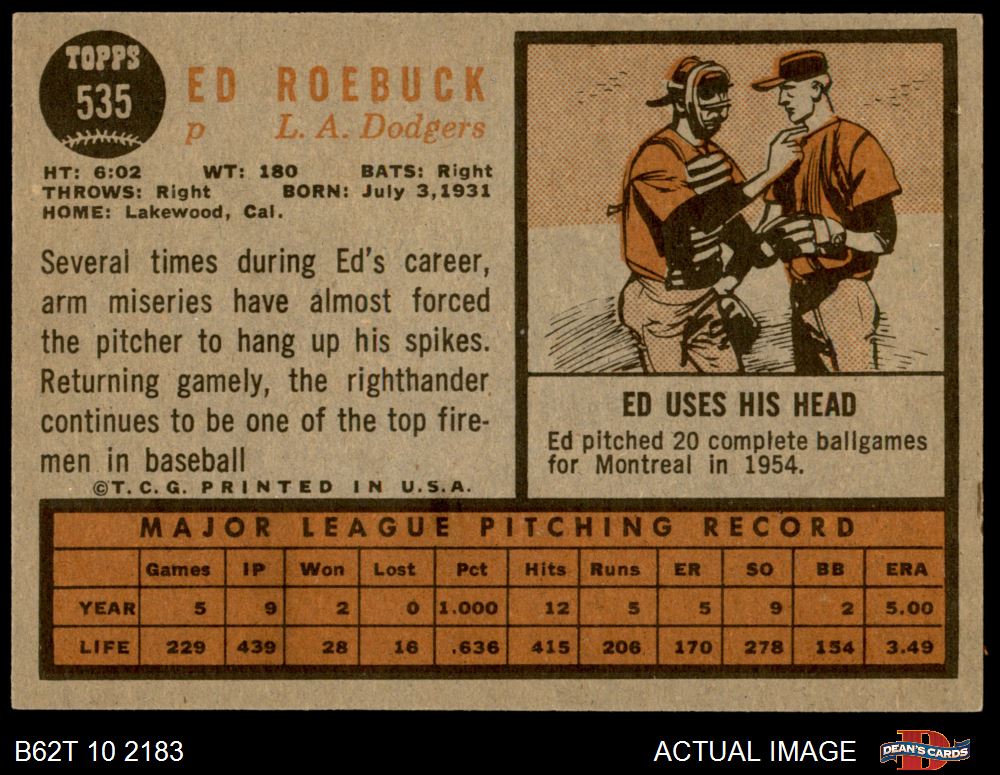 TOPPS
535
ED ROEBUCK
p L. A. Dodgers
HT: 6:02 WT: 180 BATS: Right
THROWS: Right BORN: July 3,1931
HOME: Lakewood, Cal.
Several times during Ed's career,
arm miseries have almost forced
the pitcher to hang up his spikes.
Returning gamely, the righthander
continues to be one of the top fire-
men in baseball
©T. C. G. PRINTED IN U.S.A.
ED USES HIS HEAD
Ed pitched 20 complete ballgames
for Montreal in 1954.
MAJOR LEAGUE PITCHING RECORD
Games IP Won Lost Pct Hits Runs ER SO BB ERA
YEAR 5 9 2 0 1.000 12 5 5 9 2 5.00
LIFE 229 439 28 16 .636 415 206 170 278 154 3.49
B62T 10 2183 ACTUAL IMAGE DEAN'S CARDS